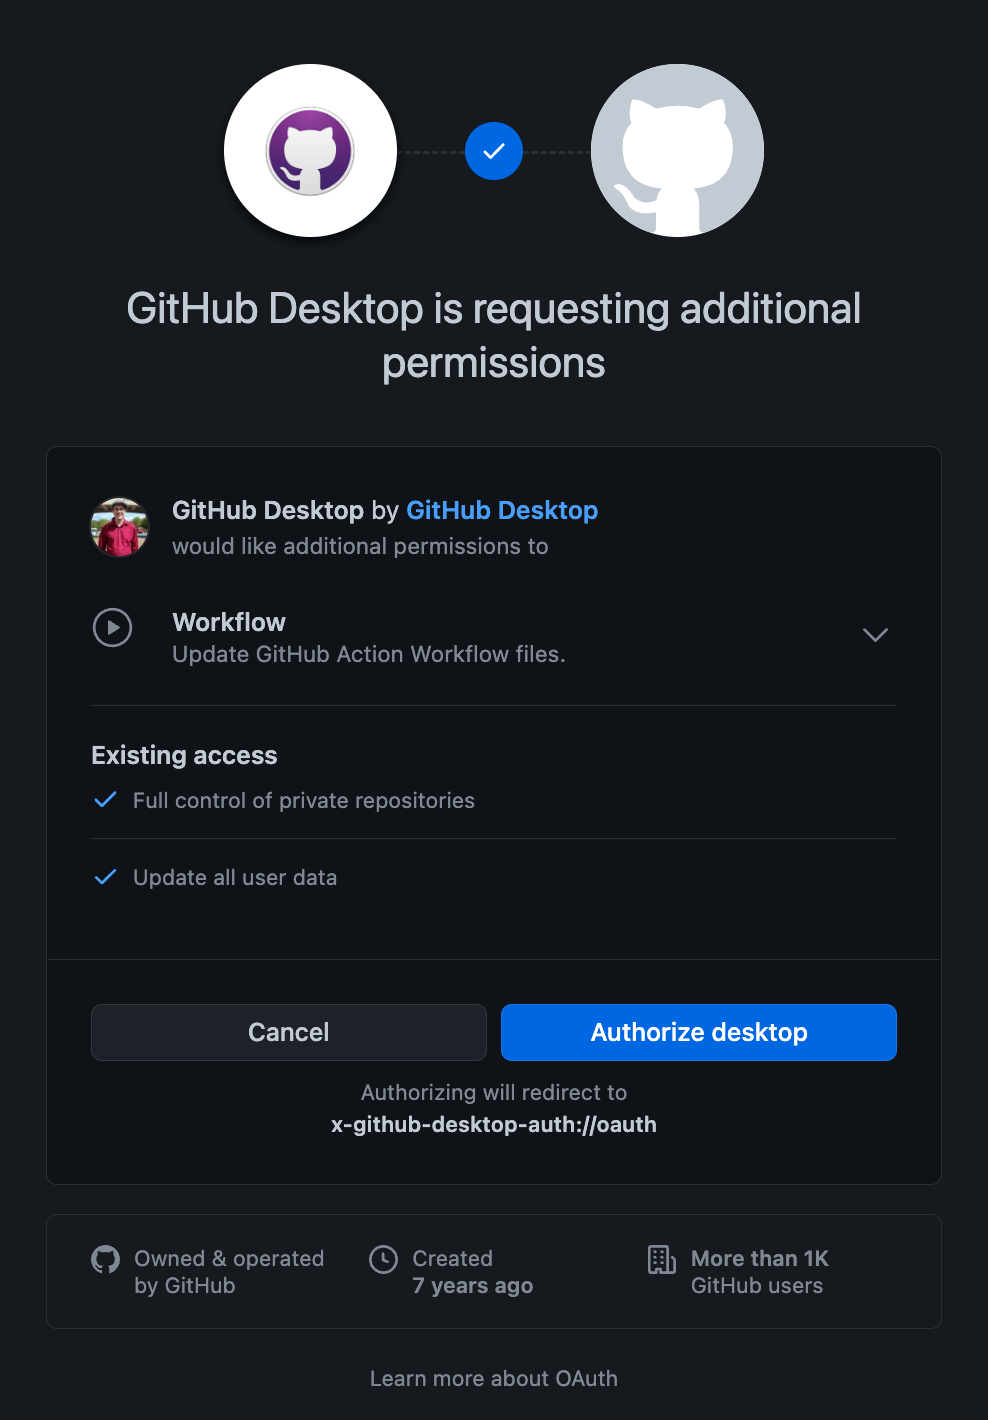 GitHub Desktop is requesting additional
permissions
GitHub Desktop by GitHub Desktop
would like additional permissions to
Workflow
Update GitHub Action Workflow files.
Existing access
Full control of private repositories
Update all user data
Cancel
Authorize desktop
Authorizing will redirect to
x-github-desktop-auth://oauth
Owned & operated
by GitHub
Created
7 years ago
More than 1K
GitHub users
Learn more about OAuth